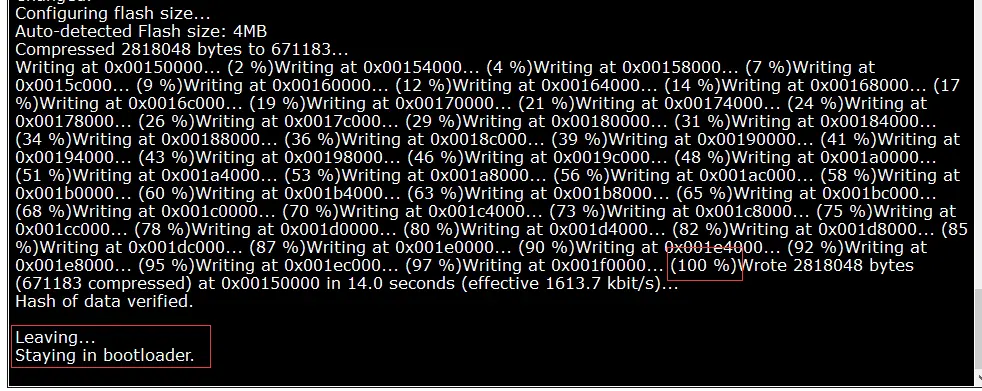 Configuring flash size...
Auto-detected Flash size: 4MB
Compressed 2818048 bytes to 671183...
Writing at 0x00150000... (2 %)Writing at 0x00154000... (4 %)Writing at 0x00158000... (7 %)Writing at
0x0015c000... (9 %)Writing at 0x00160000... (12 %)Writing at 0x00164000... (14 %)Writing at 0x00168000... (17
%)Writing at 0x0016c000... (19 %)Writing at 0x00170000... (21 %)Writing at 0x00174000... (24 %)Writing at
0x00178000... (26 %)Writing at 0x0017c000... (29 %)Writing at 0x00180000... (31 %)Writing at 0x00184000...
(34 %)Writing at 0x00188000... (36 %)Writing at 0x0018c000... (39 %)Writing at 0x00190000... (41 %)Writing at
0x00194000... (43 %)Writing at 0x00198000... (46 %)Writing at 0x0019c000... (48 %)Writing at 0x001a0000...
(51 %)Writing at 0x001a4000... (53 %)Writing at 0x001a8000... (56 %)Writing at 0x001ac000... (58 %)Writing at
0x001b0000... (60 %)Writing at 0x001b4000... (63 %)Writing at 0x001b8000... (65 %)Writing at 0x001bc000...
(68 %)Writing at 0x001c0000... (70 %)Writing at 0x001c4000... (73 %)Writing at 0x001c8000... (75 %)Writing at
0x001cc000... (78 %)Writing at 0x001d0000... (80 %)Writing at 0x001d4000... (82 %)Writing at 0x001d8000... (85
%)Writing at 0x001dc000... (87 %)Writing at 0x001e0000... (90 %)Writing at 0x001e4000... (92 %)Writing at
0x001e8000... (95 %)Writing at 0x001ec000... (97 %)Writing at 0x001f0000... (100 %)Wrote 2818048 bytes
(671183 compressed) at 0x00150000 in 14.0 seconds (effective 1613.7 kbit/s)...
Hash of data verified.
Leaving...
Staying in bootloader.